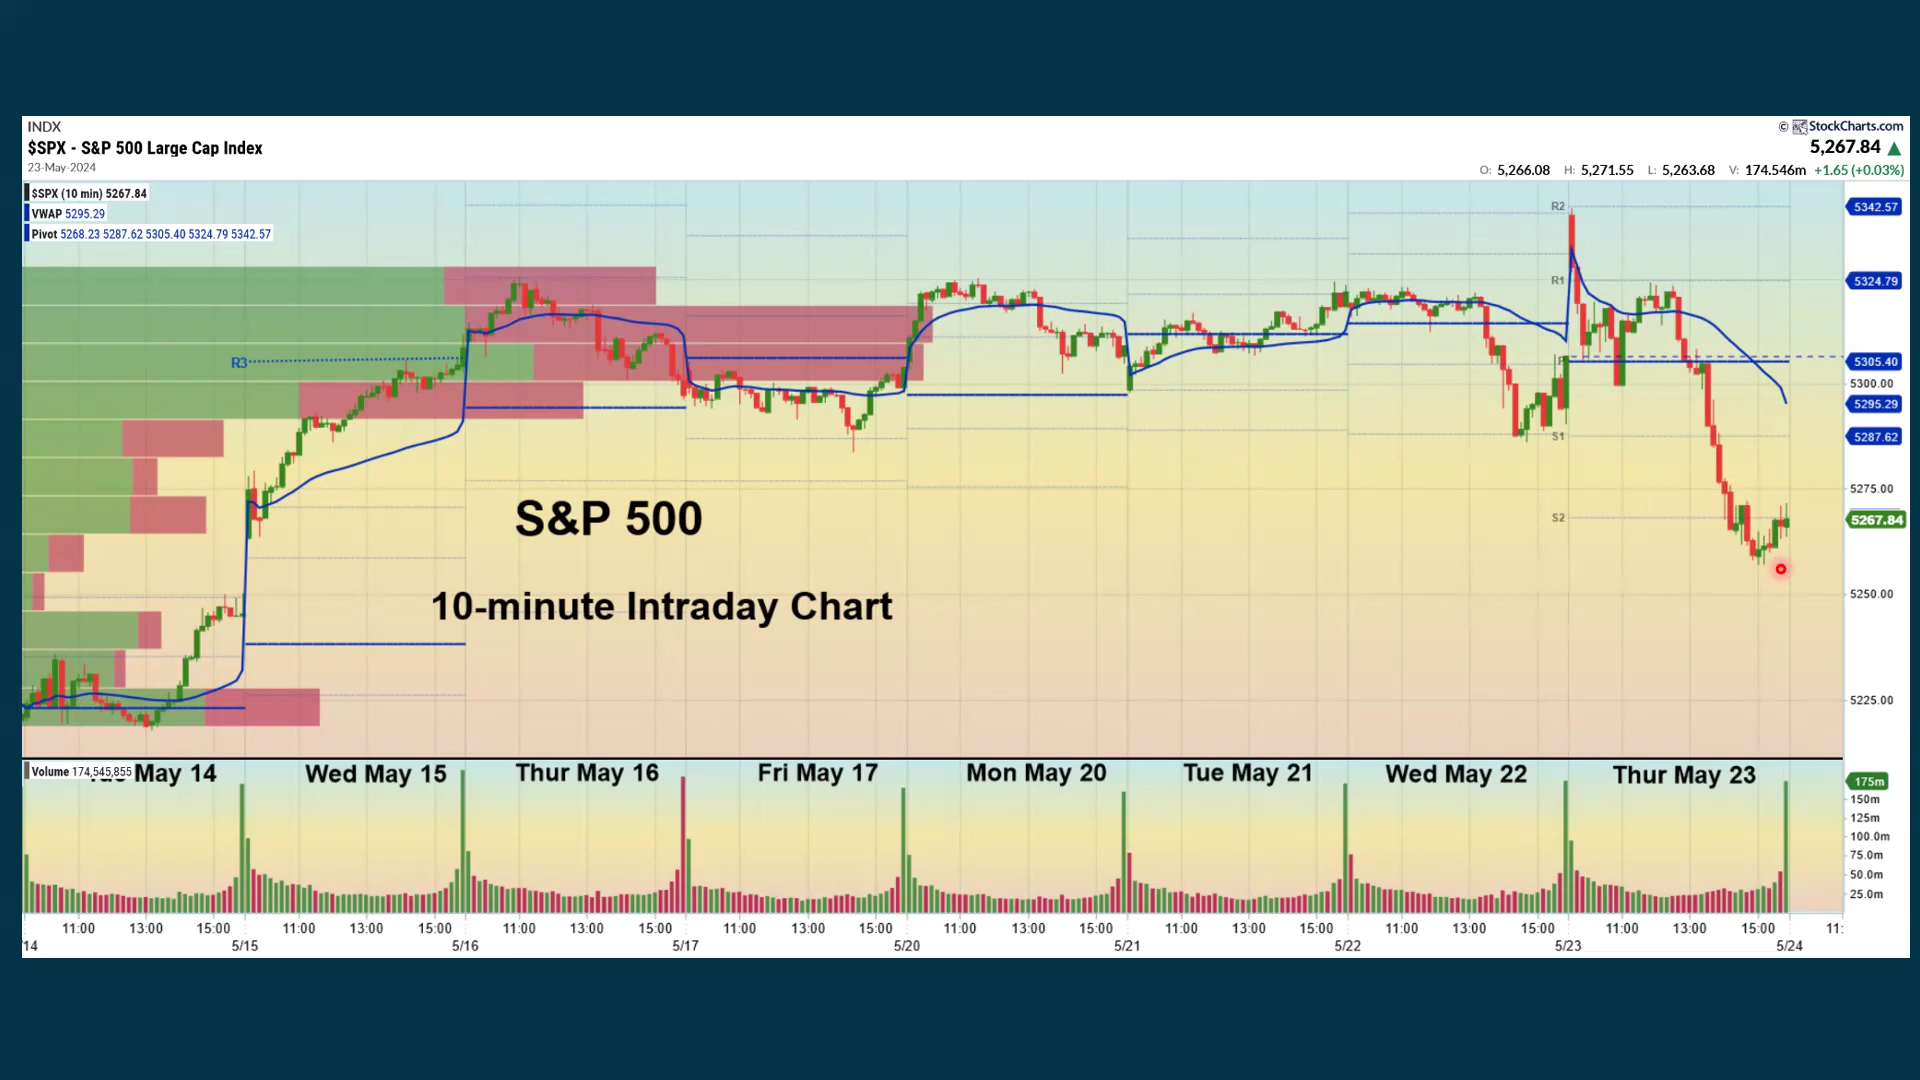 INDX
© StockCharts.com
$SPX - S&P 500 Large Cap Index
5,267.84 ▲
23-May-2024
O: 5,266.08 H: 5,271.55 L: 5,263.68 V: 174.546m +1.65 (+0.03%)
$SPX (10 min) 5267.84
VWAP 5295.29
Pivot 5268.23 5287.62 5305.40 5324.79 5342.57
R2
5342.57
R1
5324.79
R3
P
5305.40
5300.00
5295.29
S1
5287.62
5275.00
S2
5267.84
S&P 500
10-minute Intraday Chart
5250.00
5225.00
Volume 174,545,855
May 14
Wed May 15
Thur May 16
Fri May 17
Mon May 20
Tue May 21
Wed May 22
Thur May 23
175m
150m
125m
100.0m
75.0m
50.0m
25.0m
11:00 13:00 15:00 11:00 13:00 15:00 11:00 13:00 15:00 11:00 13:00 15:00 11:00 13:00 15:00 11:00 13:00 15:00 11:00 13:00 15:00 11:00 13:00 15:00 11:
/14 5/15 5/16 5/17 5/20 5/21 5/22 5/23 5/24